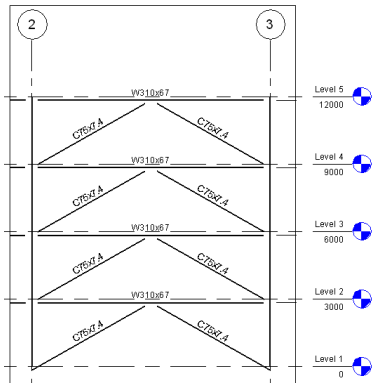 2 3
W310x67
Level 5
12000
C75x7.4 C75x7.4
W310x67
Level 4
9000
C75x7.4 C75x7.4
W310x67
Level 3
6000
C75x7.4 C75x7.4
W310x67
Level 2
3000
C75x7.4 C75x7.4
Level 1
0